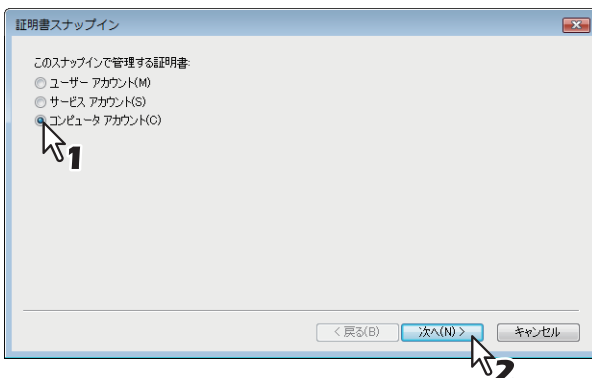 証明書スナップイン
このスナップインで管理する証明書:
ユーザー アカウント(M)
サービス アカウント(S)
コンピュータ アカウント(C)
1
< 戻る(B) 次へ(N) > キャンセル
2